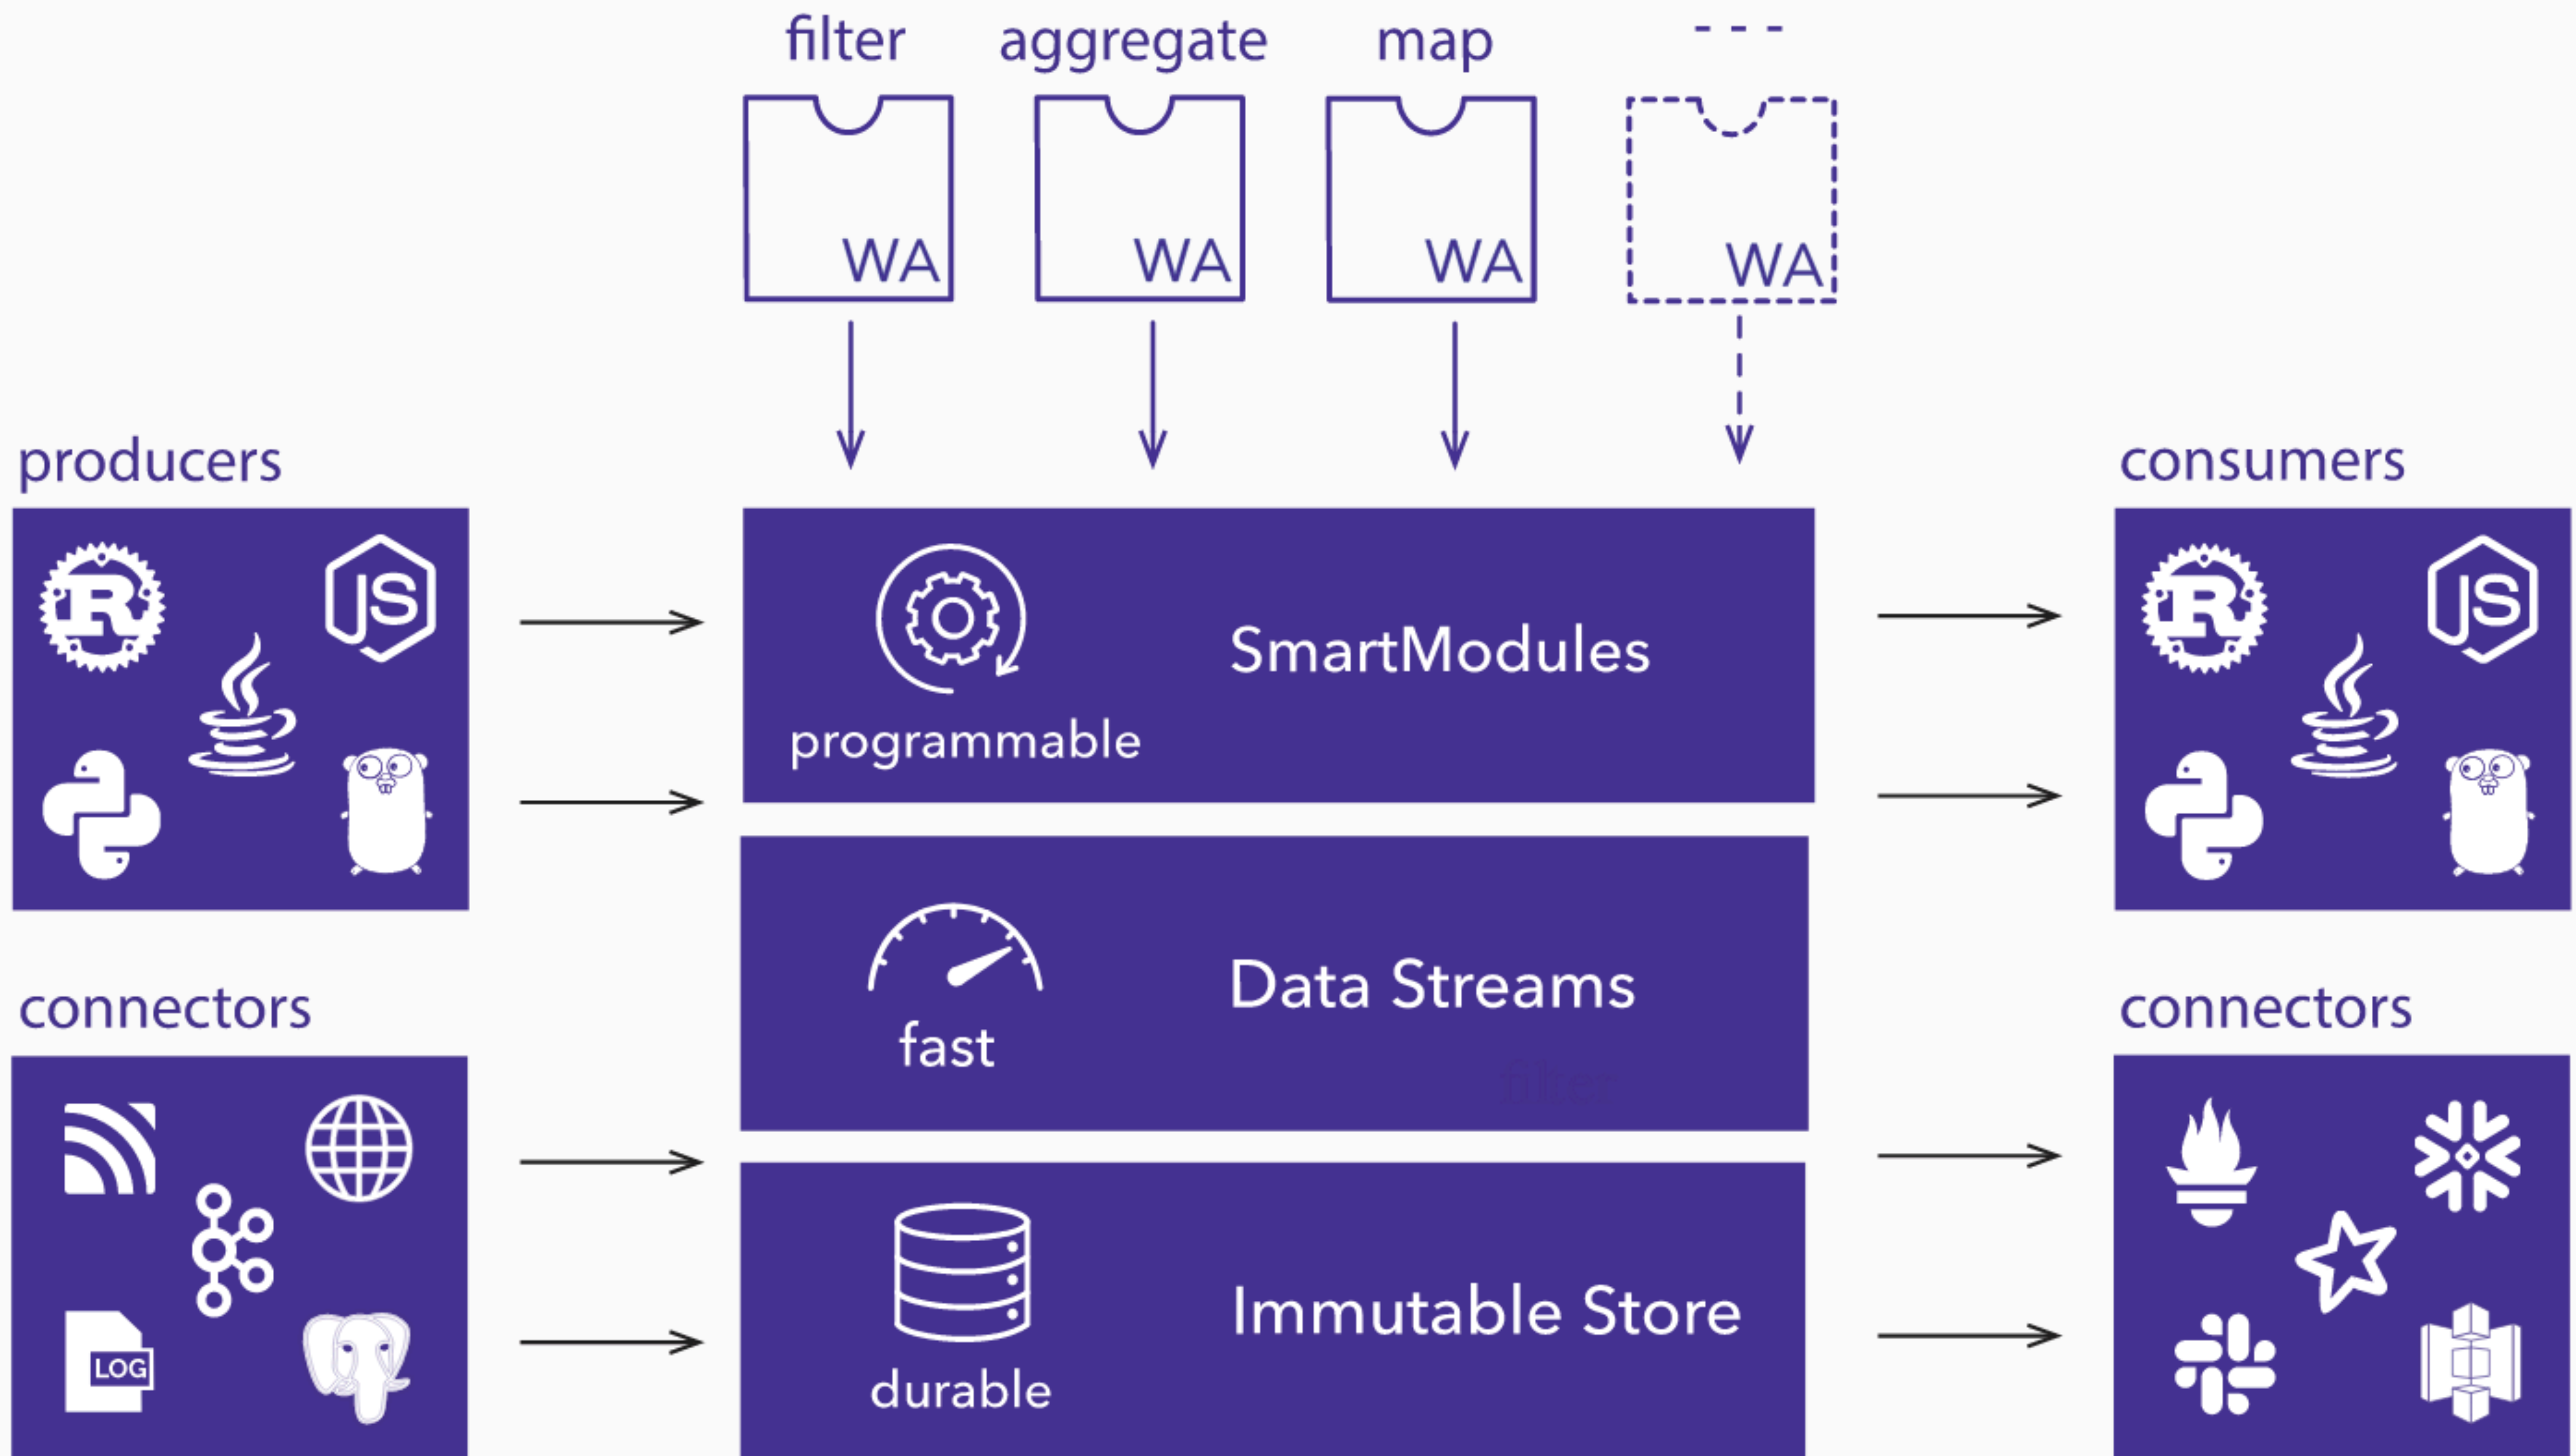 filter
aggregate
map
- - -
WA
WA
WA
WA
producers
consumers
R
JS
programmable
SmartModules
R
JS
connectors
fast
Data Streams
filter
connectors
LOG
durable
Immutable Store